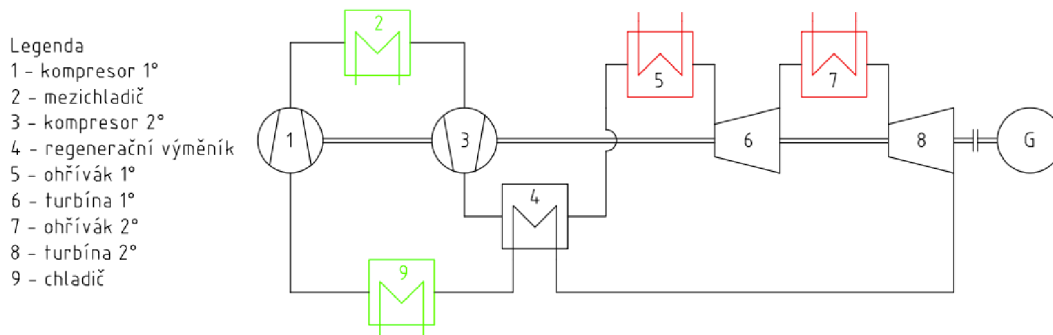 Legenda
1 - kompresor 1°
2 - mezichladič
3 - kompresor 2°
4 - regenerační výměník
5 - ohřívák 1°
6 - turbína 1°
7 - ohřívák 2°
8 - turbína 2°
9 - chladič
2
5
7
1
3
6
8
G
4
9